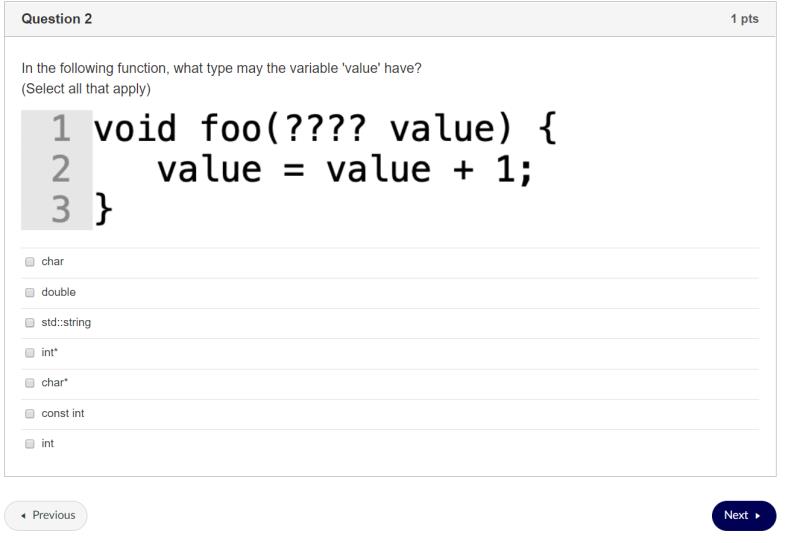 Question 2
1 pts
In the following function, what type may the variable 'value' have?
(Select all that apply)
1 void foo(???? value) {
2    value = value + 1;
3 }
char
double
std::string
int*
char*
const int
int
◂ Previous
Next ▸